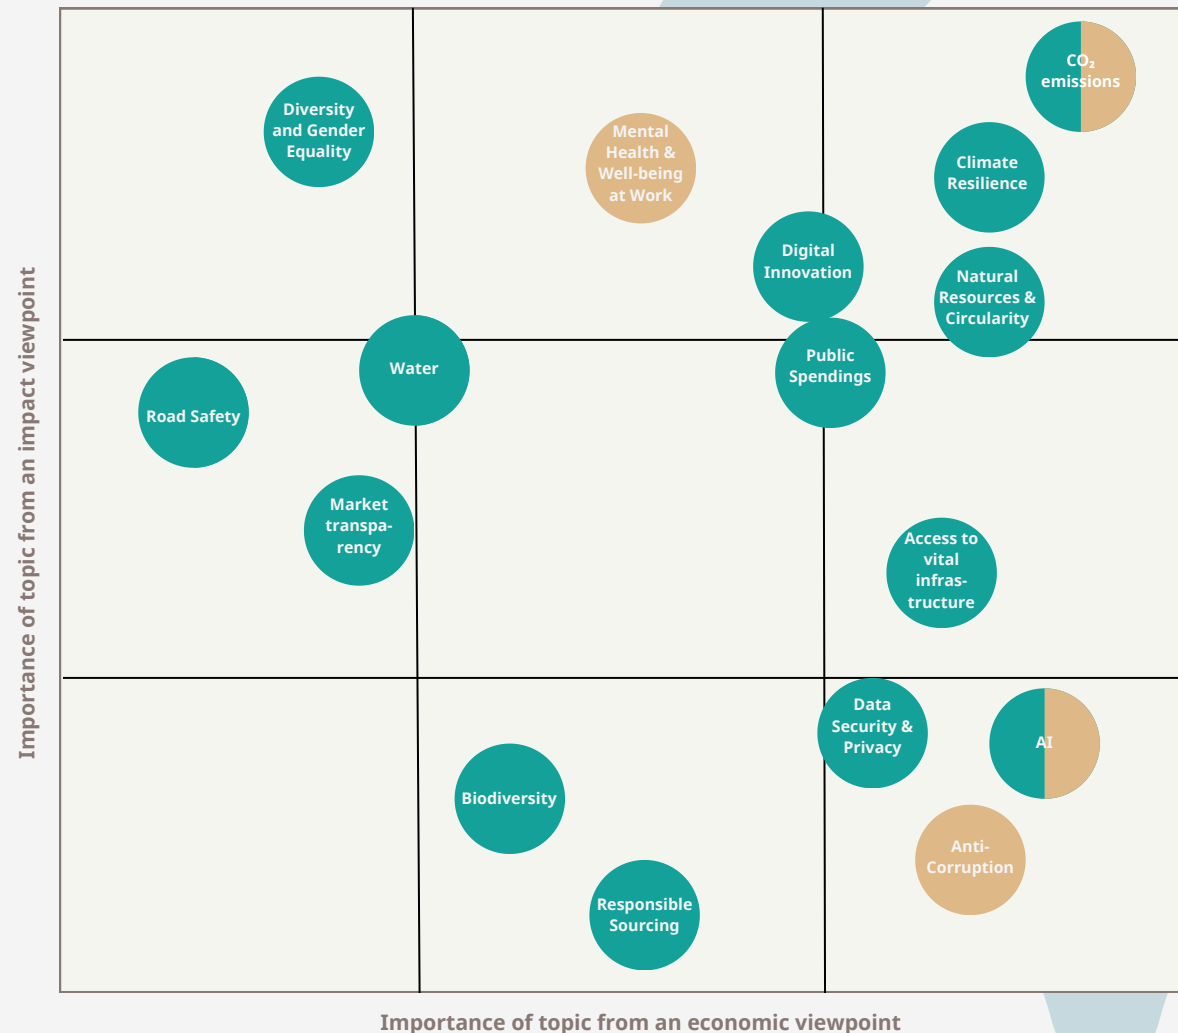 CO₂
emissions
Diversity
and Gender
Equality
Mental
Health &
Well-being
at Work
Climate
Resilience
Digital
Innovation
Natural
Resources &
Circularity
Water
Public
Spendings
Road Safety
Market
transpa-
rency
Access to
vital
infras-
tructure
Data
Security &
Privacy
AI
Biodiversity
Anti-
Corruption
Responsible
Sourcing
Importance of topic from an impact viewpoint
Importance of topic from an economic viewpoint